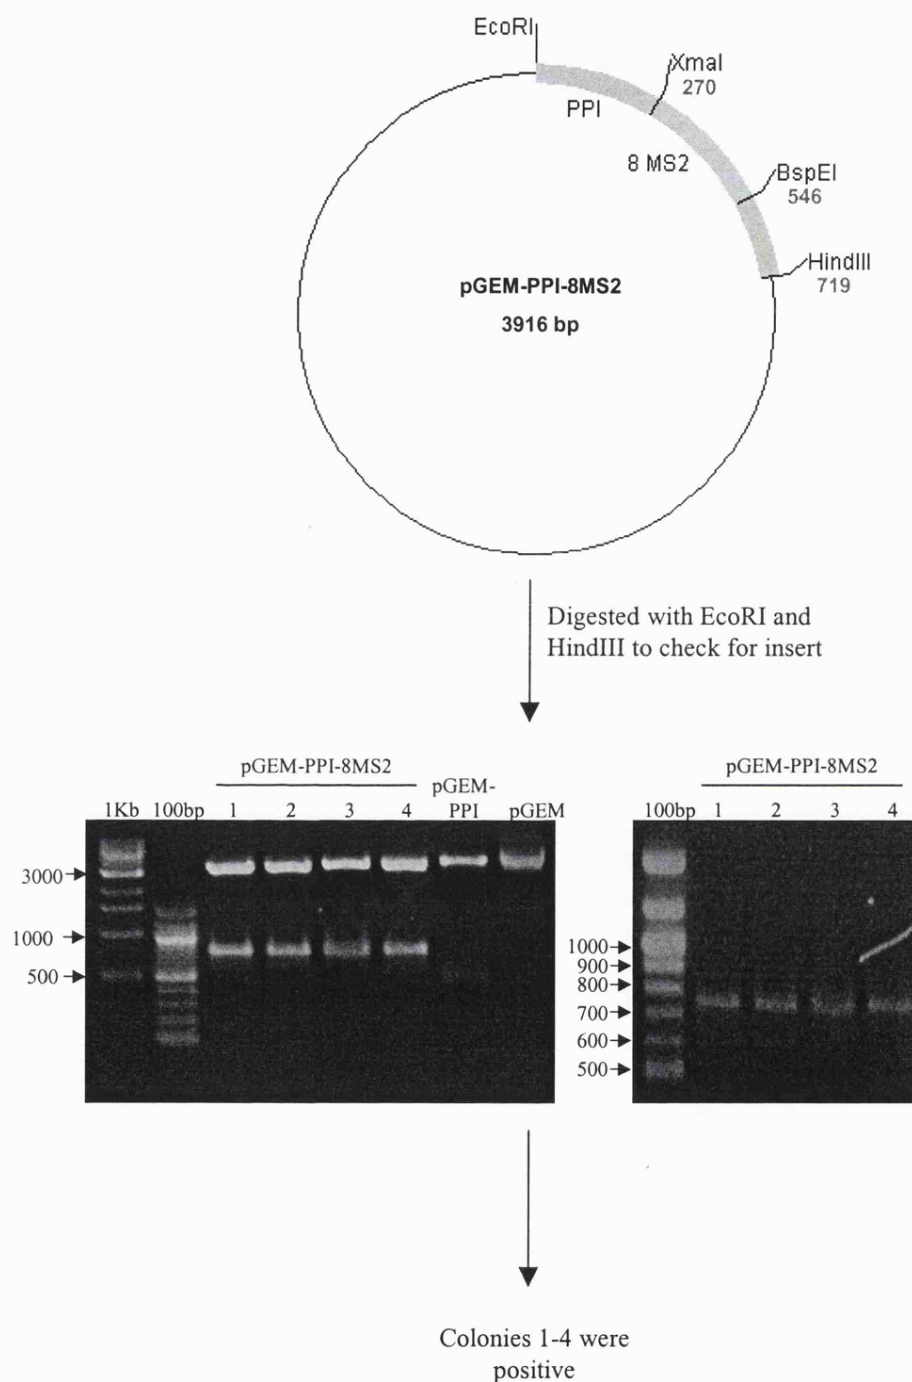 EcoRI
XmaI
270
PPI
8 MS2
BspEI
546
HindIII
719
pGEM-PPI-8MS2
3916 bp
Digested with EcoRI and
HindIII to check for insert
pGEM-PPI-8MS2
pGEM-
PPI
pGEM
1Kb 100bp 1 2 3 4
3000
1000
500
pGEM-PPI-8MS2
100bp 1 2 3 4
1000
900
800
700
600
500
Colonies 1-4 were
positive